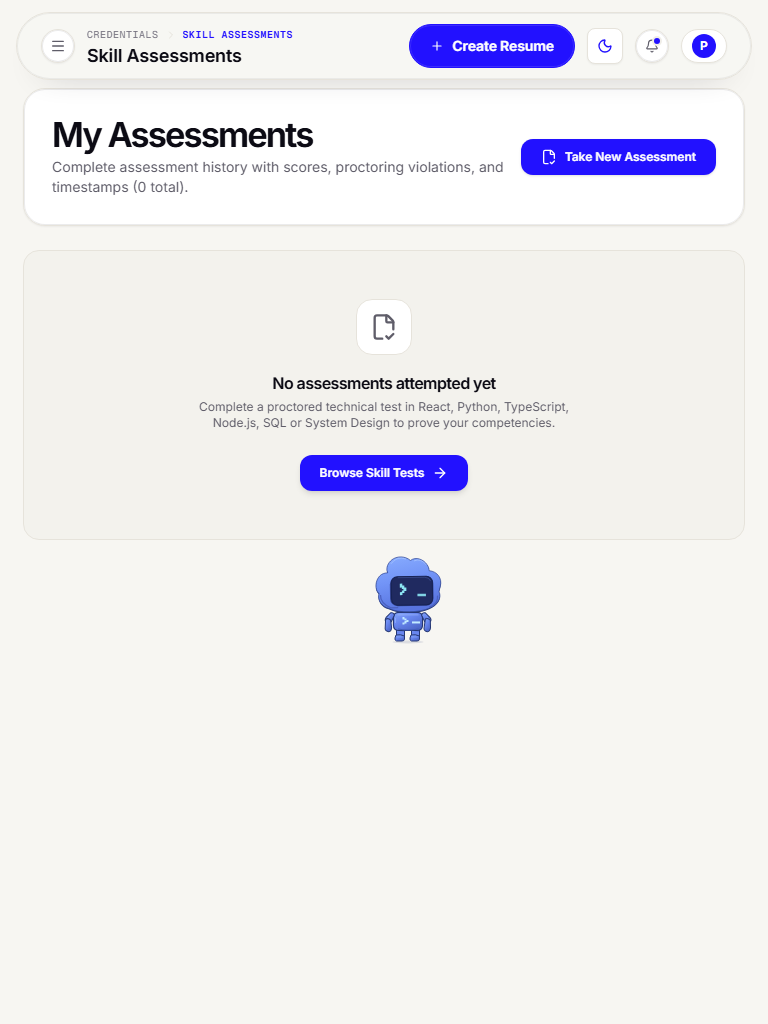 CREDENTIALS
SKILL ASSESSMENTS
Skill Assessments
Create Resume
P
My Assessments
Complete assessment history with scores, proctoring violations, and
timestamps (0 total).
Take New Assessment
No assessments attempted yet
Complete a proctored technical test in React, Python, TypeScript,
Node.js, SQL or System Design to prove your competencies.
Browse Skill Tests